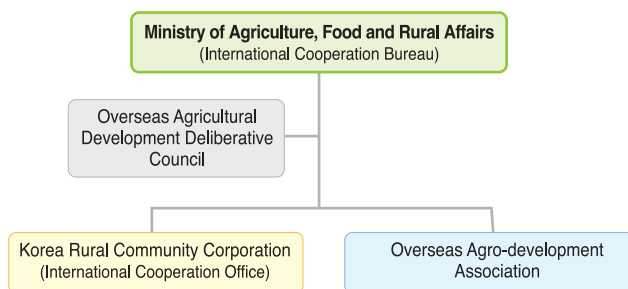 Ministry of Agriculture, Food and Rural Affairs
(International Cooperation Bureau)
Overseas Agricultural
Development Deliberative
Council
Korea Rural Community Corporation
(International Cooperation Office)
Overseas Agro-development
Association